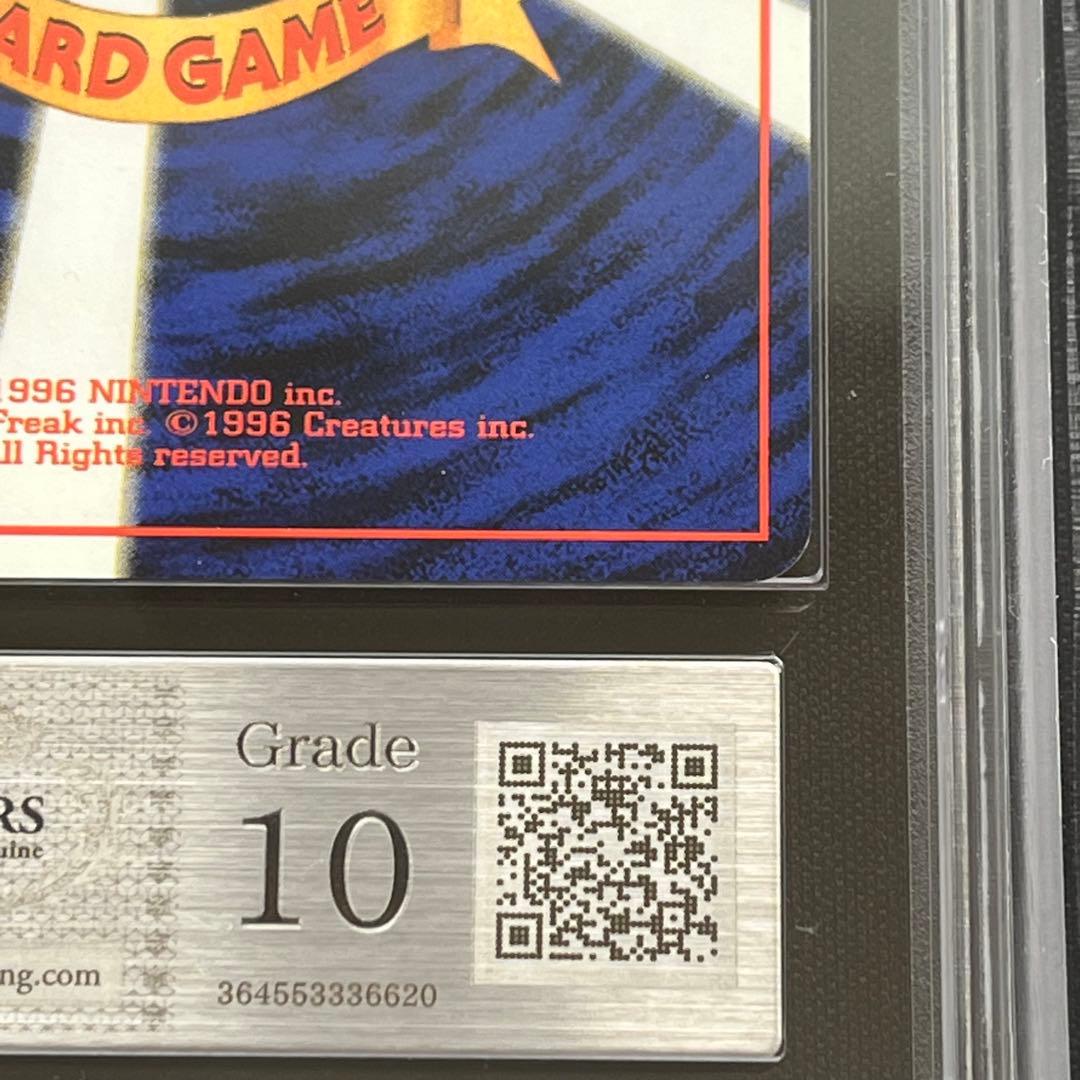 ARD GAME
1996 NINTENDO inc.
Freak inc. ©1996 Creatures inc.
ll Rights reserved.
Grade
10
RS
uine
ng.com
364553336620